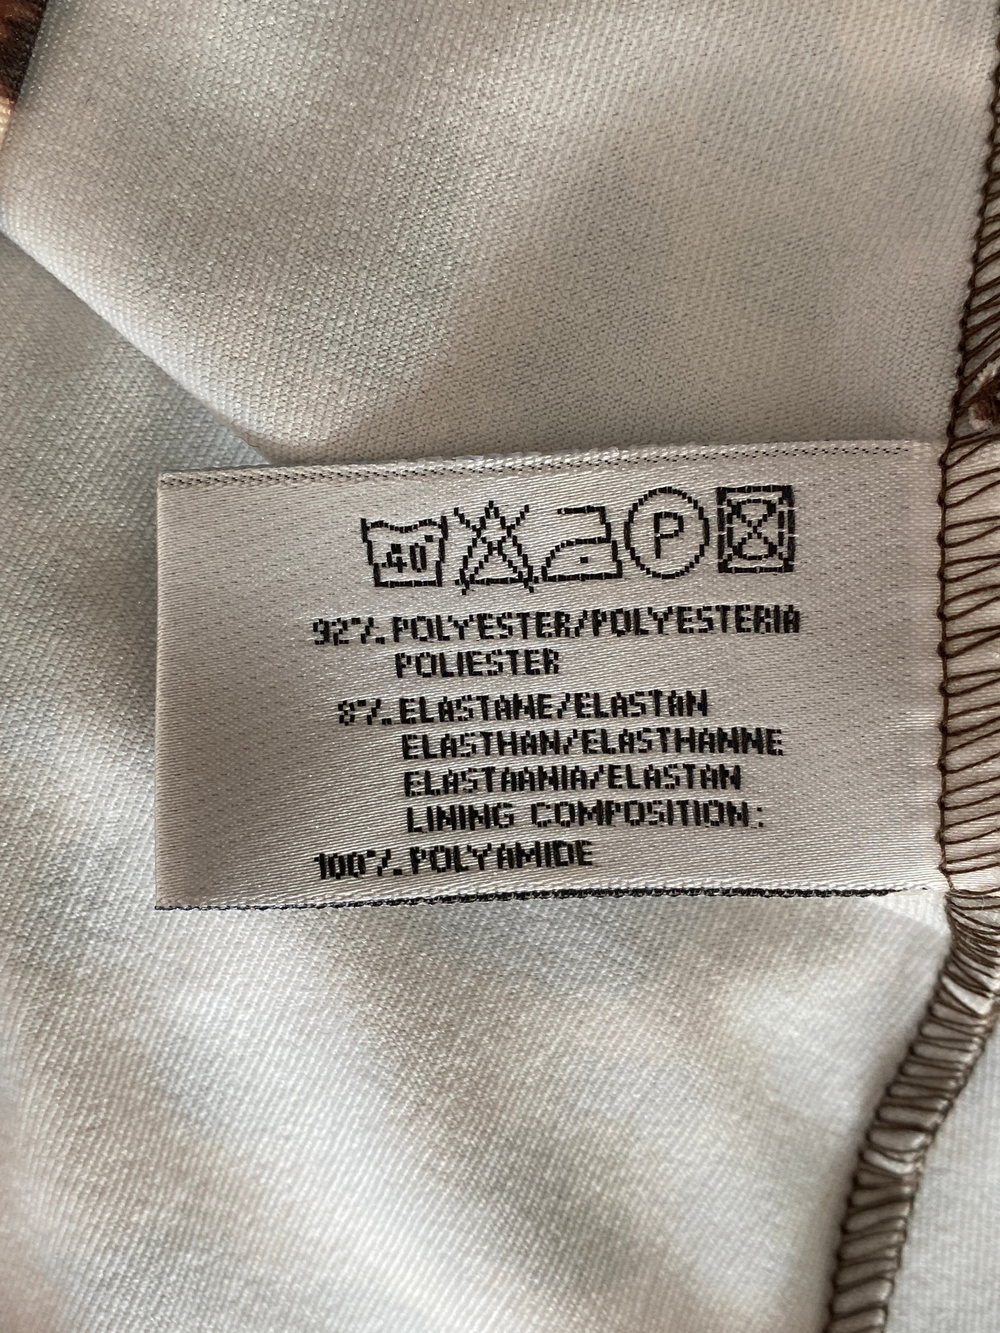 40°
P
92%.POLYESTER/POLYESTERIA
POLIESTER
8%.ELASTANE/ELASTAN
ELASTHAN/ELASTHANNE
ELASTAANIA/ELASTAN
LINING COMPOSITION:
100%.POLYAMIDE